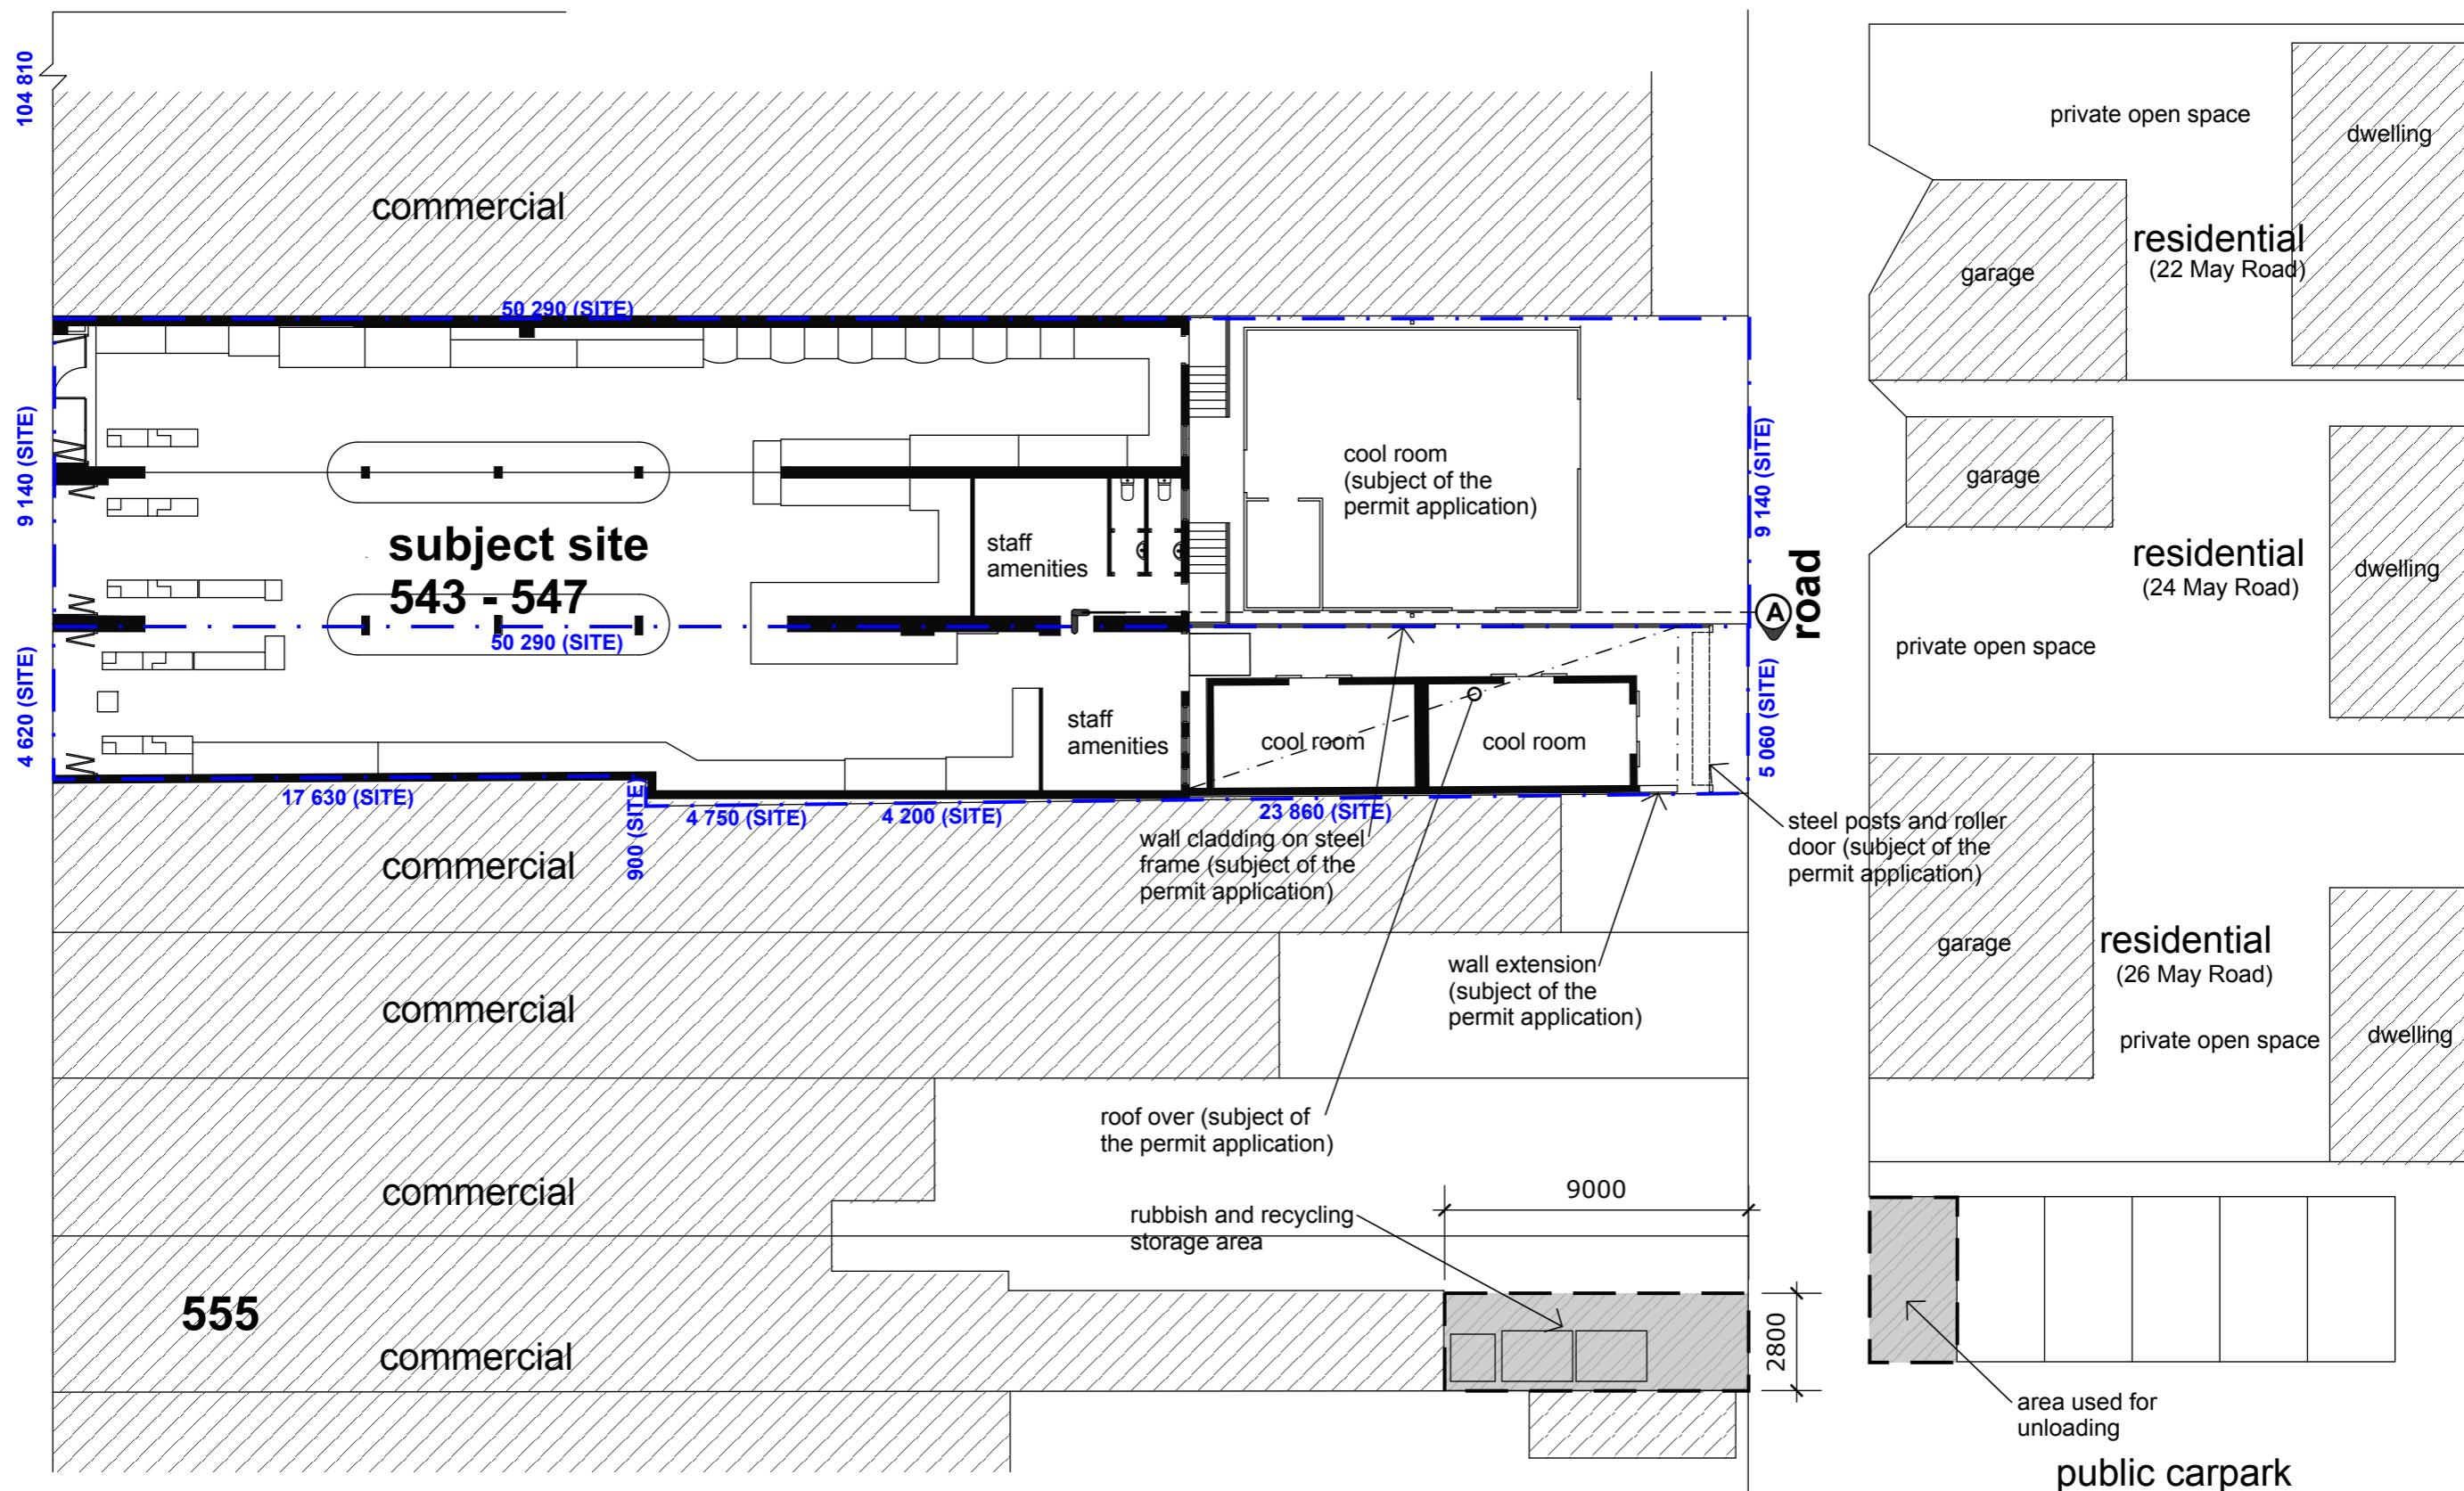 104 810
private open space
dwelling
commercial
residential
(22 May Road)
garage
50 290 (SITE)
9 140 (SITE)
cool room
(subject of the
permit application)
9 140 (SITE)
garage
subject site
543 - 547
staff
amenities
residential
(24 May Road)
dwelling
A
road
50 290 (SITE)
private open space
4 620 (SITE)
staff
amenities
cool room
cool room
5 060 (SITE)
17 630 (SITE)
900 (SITE)
4 750 (SITE)
4 200 (SITE)
23 860 (SITE)
wall cladding on steel
frame (subject of the
permit application)
steel posts and roller
door (subject of the
permit application)
commercial
garage
residential
(26 May Road)
wall extension
(subject of the
permit application)
commercial
private open space
dwelling
roof over (subject of
the permit application)
commercial
9000
rubbish and recycling
storage area
555
commercial
2800
area used for
unloading
public carpark